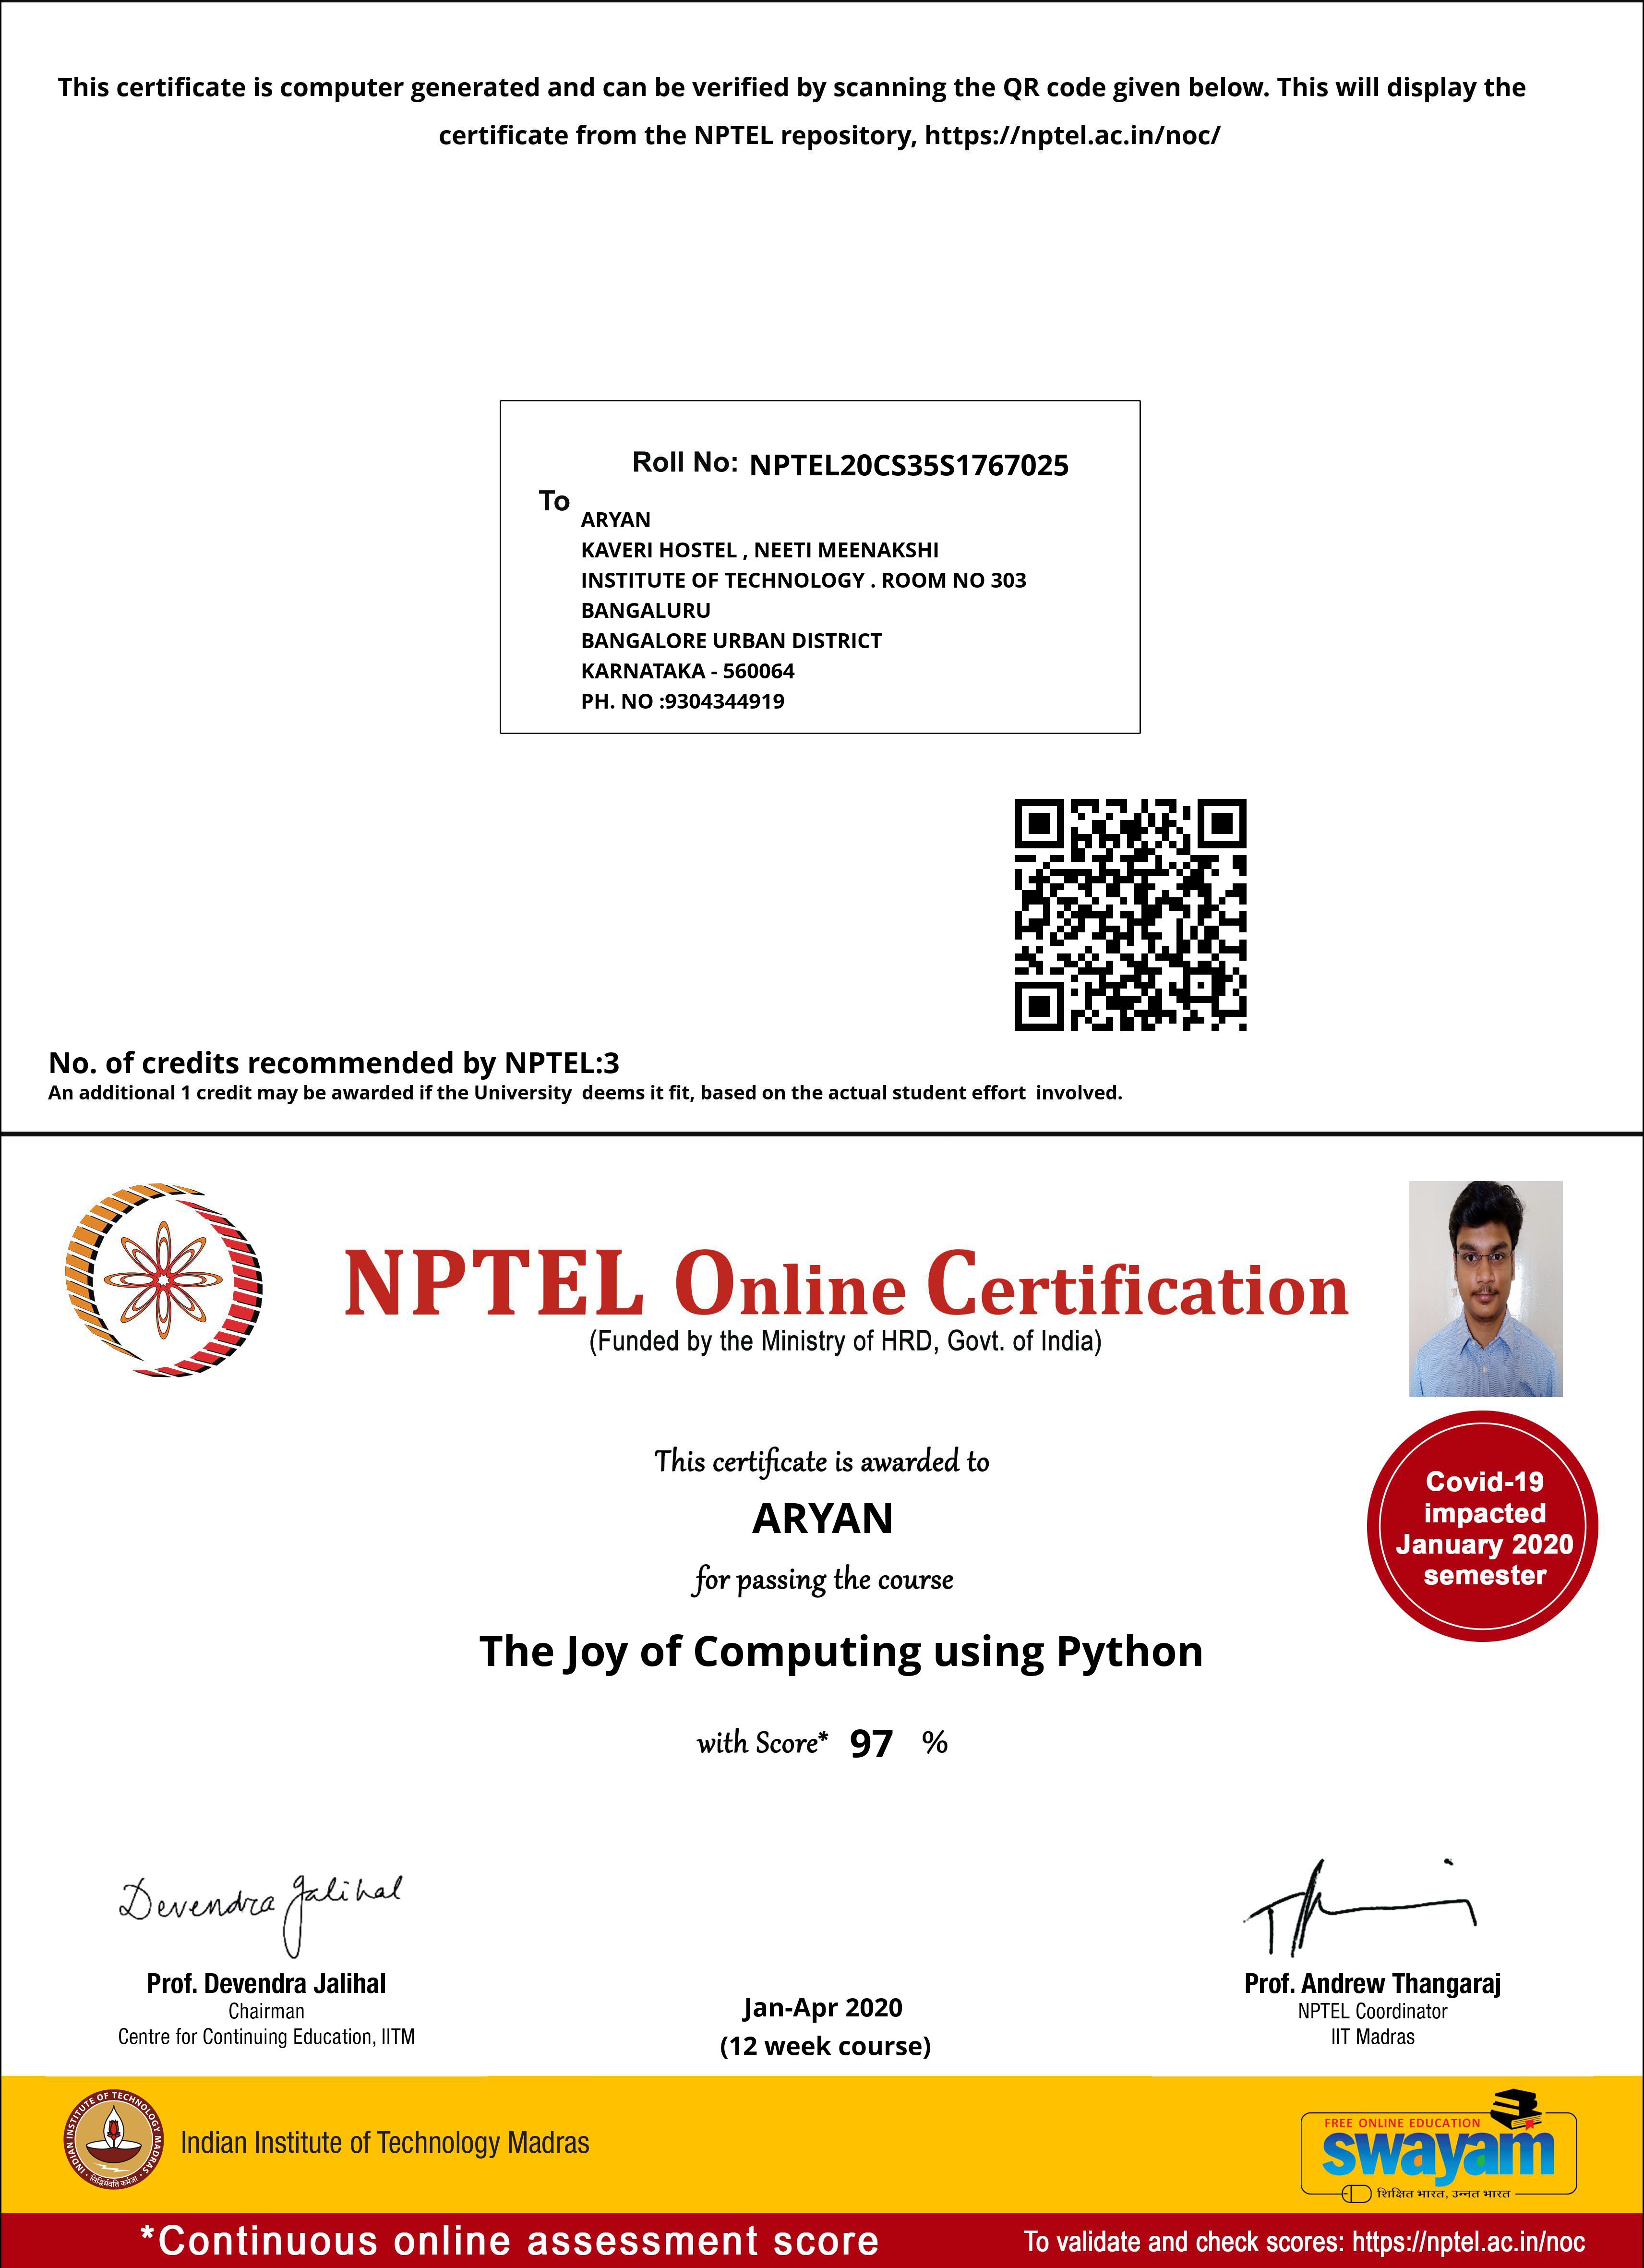 This certificate is computer generated and can be verified by scanning the QR code given below. This will display the
certificate from the NPTEL repository, https://nptel.ac.in/noc/
Roll No: NPTEL20CS35S1767025
To
ARYAN
KAVERI HOSTEL , NEETI MEENAKSHI
INSTITUTE OF TECHNOLOGY . ROOM NO 303
BANGALURU
BANGALORE URBAN DISTRICT
KARNATAKA - 560064
PH. NO :9304344919
No. of credits recommended by NPTEL:3
An additional 1 credit may be awarded if the University deems it fit, based on the actual student effort involved.
NPTEL Online Certification
(Funded by the Ministry of HRD, Govt. of India)
This certificate is awarded to
ARYAN
for passing the course
The Joy of Computing using Python
with Score* 97 %
Covid-19
impacted
January 2020
semester
Devendra Jalihal
Prof. Devendra Jalihal
Chairman
Centre for Continuing Education, IITM
Jan-Apr 2020
(12 week course)
Prof. Andrew Thangaraj
NPTEL Coordinator
IIT Madras
INDIAN INSTITUTE OF TECHNOLOGY MADRAS
सिद्धिर्भवति कर्मजा
Indian Institute of Technology Madras
FREE ONLINE EDUCATION
swayam
शिक्षित भारत, उन्नत भारत
*Continuous online assessment score
To validate and check scores: https://nptel.ac.in/noc